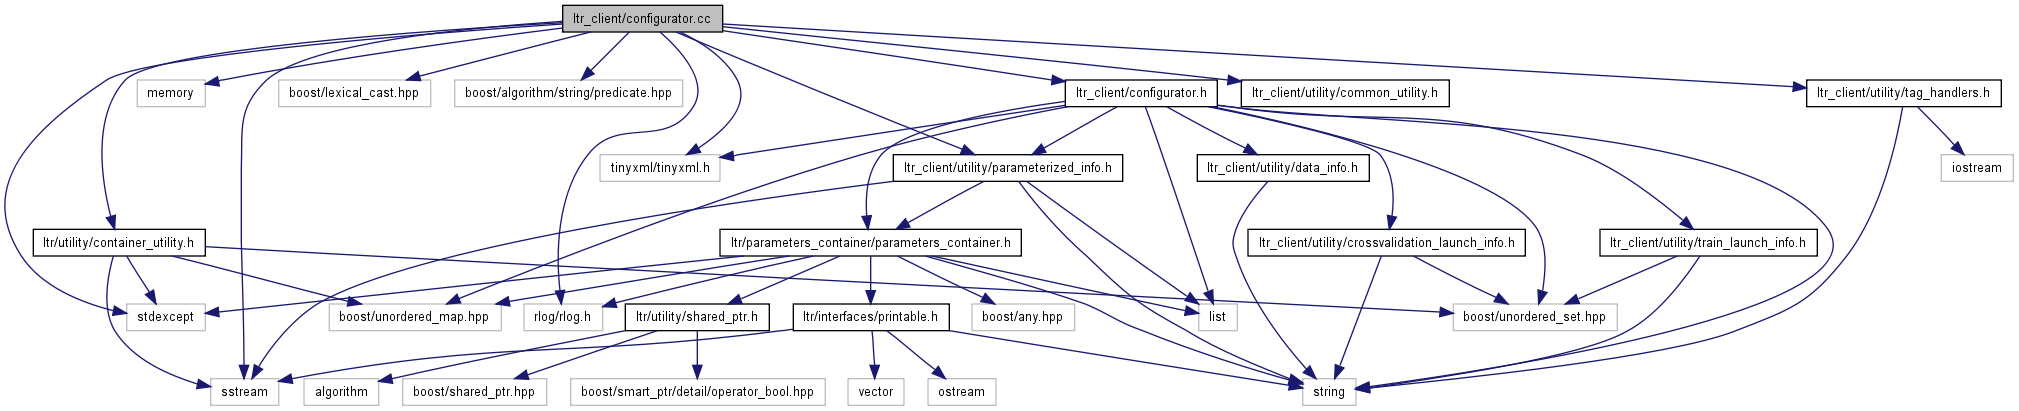 ltr_client/configurator.cc
memory
boost/lexical_cast.hpp
boost/algorithm/string/predicate.hpp
ltr_client/configurator.h
ltr_client/utility/common_utility.h
ltr_client/utility/tag_handlers.h
tinyxml/tinyxml.h
ltr_client/utility/parameterized_info.h
ltr_client/utility/data_info.h
iostream
ltr/utility/container_utility.h
ltr/parameters_container/parameters_container.h
ltr_client/utility/crossvalidation_launch_info.h
ltr_client/utility/train_launch_info.h
stdexcept
boost/unordered_map.hpp
rlog/rlog.h
ltr/utility/shared_ptr.h
ltr/interfaces/printable.h
boost/any.hpp
list
boost/unordered_set.hpp
sstream
algorithm
boost/shared_ptr.hpp
boost/smart_ptr/detail/operator_bool.hpp
vector
ostream
string